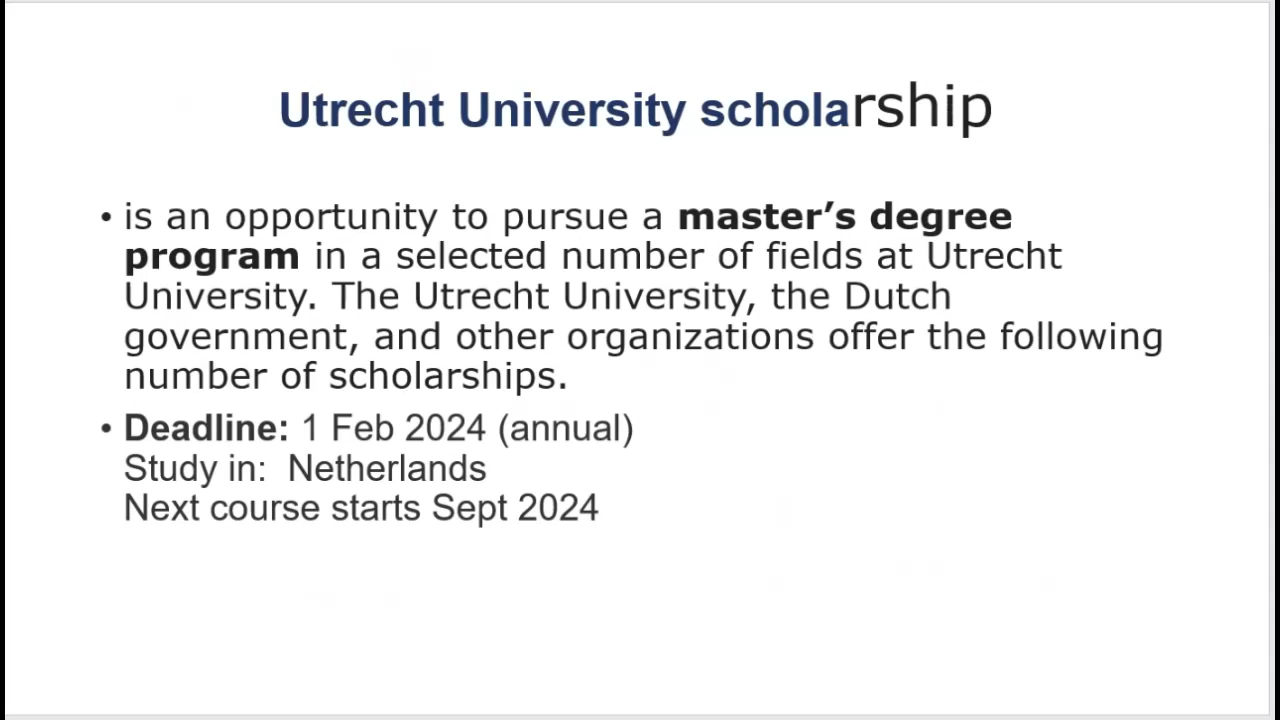 Utrecht University scholarship
• is an opportunity to pursue a master’s degree
program in a selected number of fields at Utrecht
University. The Utrecht University, the Dutch
government, and other organizations offer the following
number of scholarships.
• Deadline: 1 Feb 2024 (annual)
Study in:  Netherlands
Next course starts Sept 2024